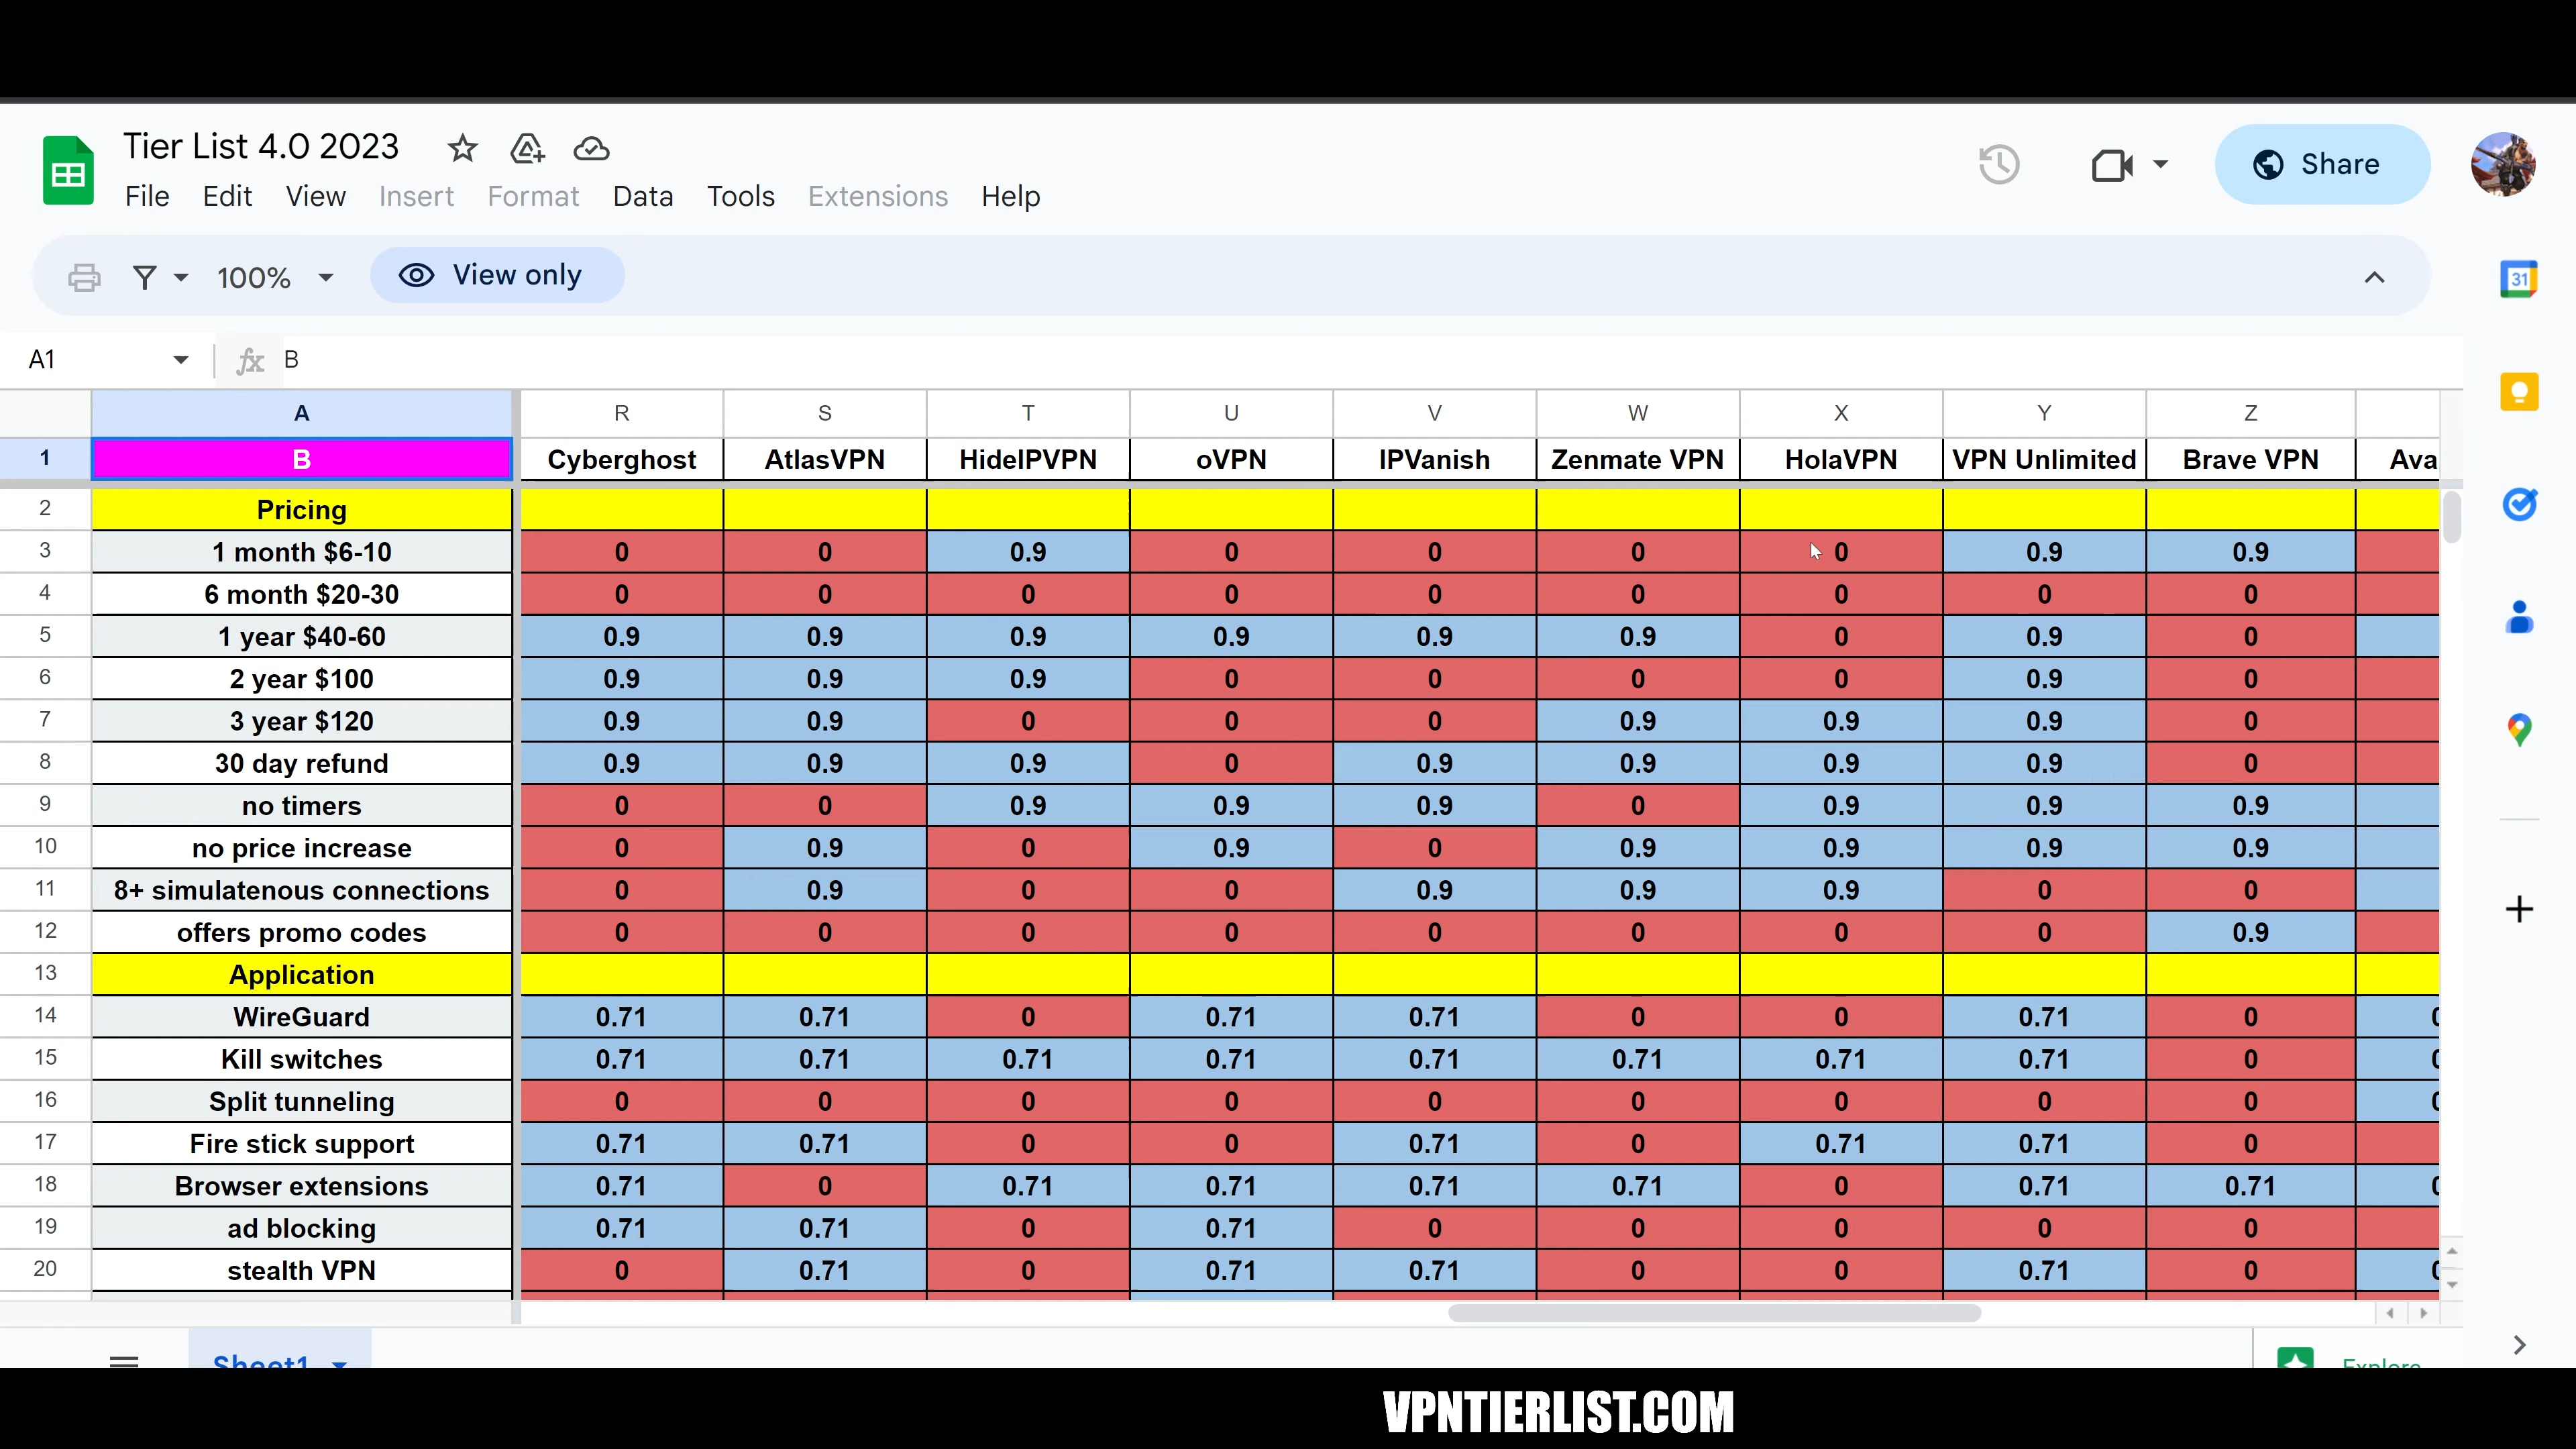 Tier List 4.0 2023
File Edit View Insert Format Data Tools Extensions Help
Share
100% View only
31
A1 fx B
A R S T U V W X Y Z
1 B Cyberghost AtlasVPN HideIPVPN oVPN IPVanish Zenmate VPN HolaVPN VPN Unlimited Brave VPN Ava
2 Pricing
3 1 month $6-10 0 0 0.9 0 0 0 0 0.9 0.9
4 6 month $20-30 0 0 0 0 0 0 0 0 0
5 1 year $40-60 0.9 0.9 0.9 0.9 0.9 0.9 0 0.9 0
6 2 year $100 0.9 0.9 0.9 0 0 0 0 0.9 0
7 3 year $120 0.9 0.9 0 0 0 0.9 0.9 0.9 0
8 30 day refund 0.9 0.9 0.9 0 0.9 0.9 0.9 0.9 0
9 no timers 0 0 0.9 0.9 0.9 0 0.9 0.9 0.9
10 no price increase 0 0.9 0 0.9 0 0.9 0.9 0.9 0.9
11 8+ simulatenous connections 0 0.9 0 0 0.9 0.9 0.9 0 0
12 offers promo codes 0 0 0 0 0 0 0 0 0.9
13 Application
14 WireGuard 0.71 0.71 0 0.71 0.71 0 0 0.71 0
15 Kill switches 0.71 0.71 0.71 0.71 0.71 0.71 0.71 0.71 0
16 Split tunneling 0 0 0 0 0 0 0 0 0
17 Fire stick support 0.71 0.71 0 0 0.71 0 0.71 0.71 0
18 Browser extensions 0.71 0 0.71 0.71 0.71 0.71 0 0.71 0.71
19 ad blocking 0.71 0.71 0 0.71 0 0 0 0 0
20 stealth VPN 0 0.71 0 0.71 0.71 0 0 0.71 0
Sheet1 Explore
VPNTIERLIST.COM